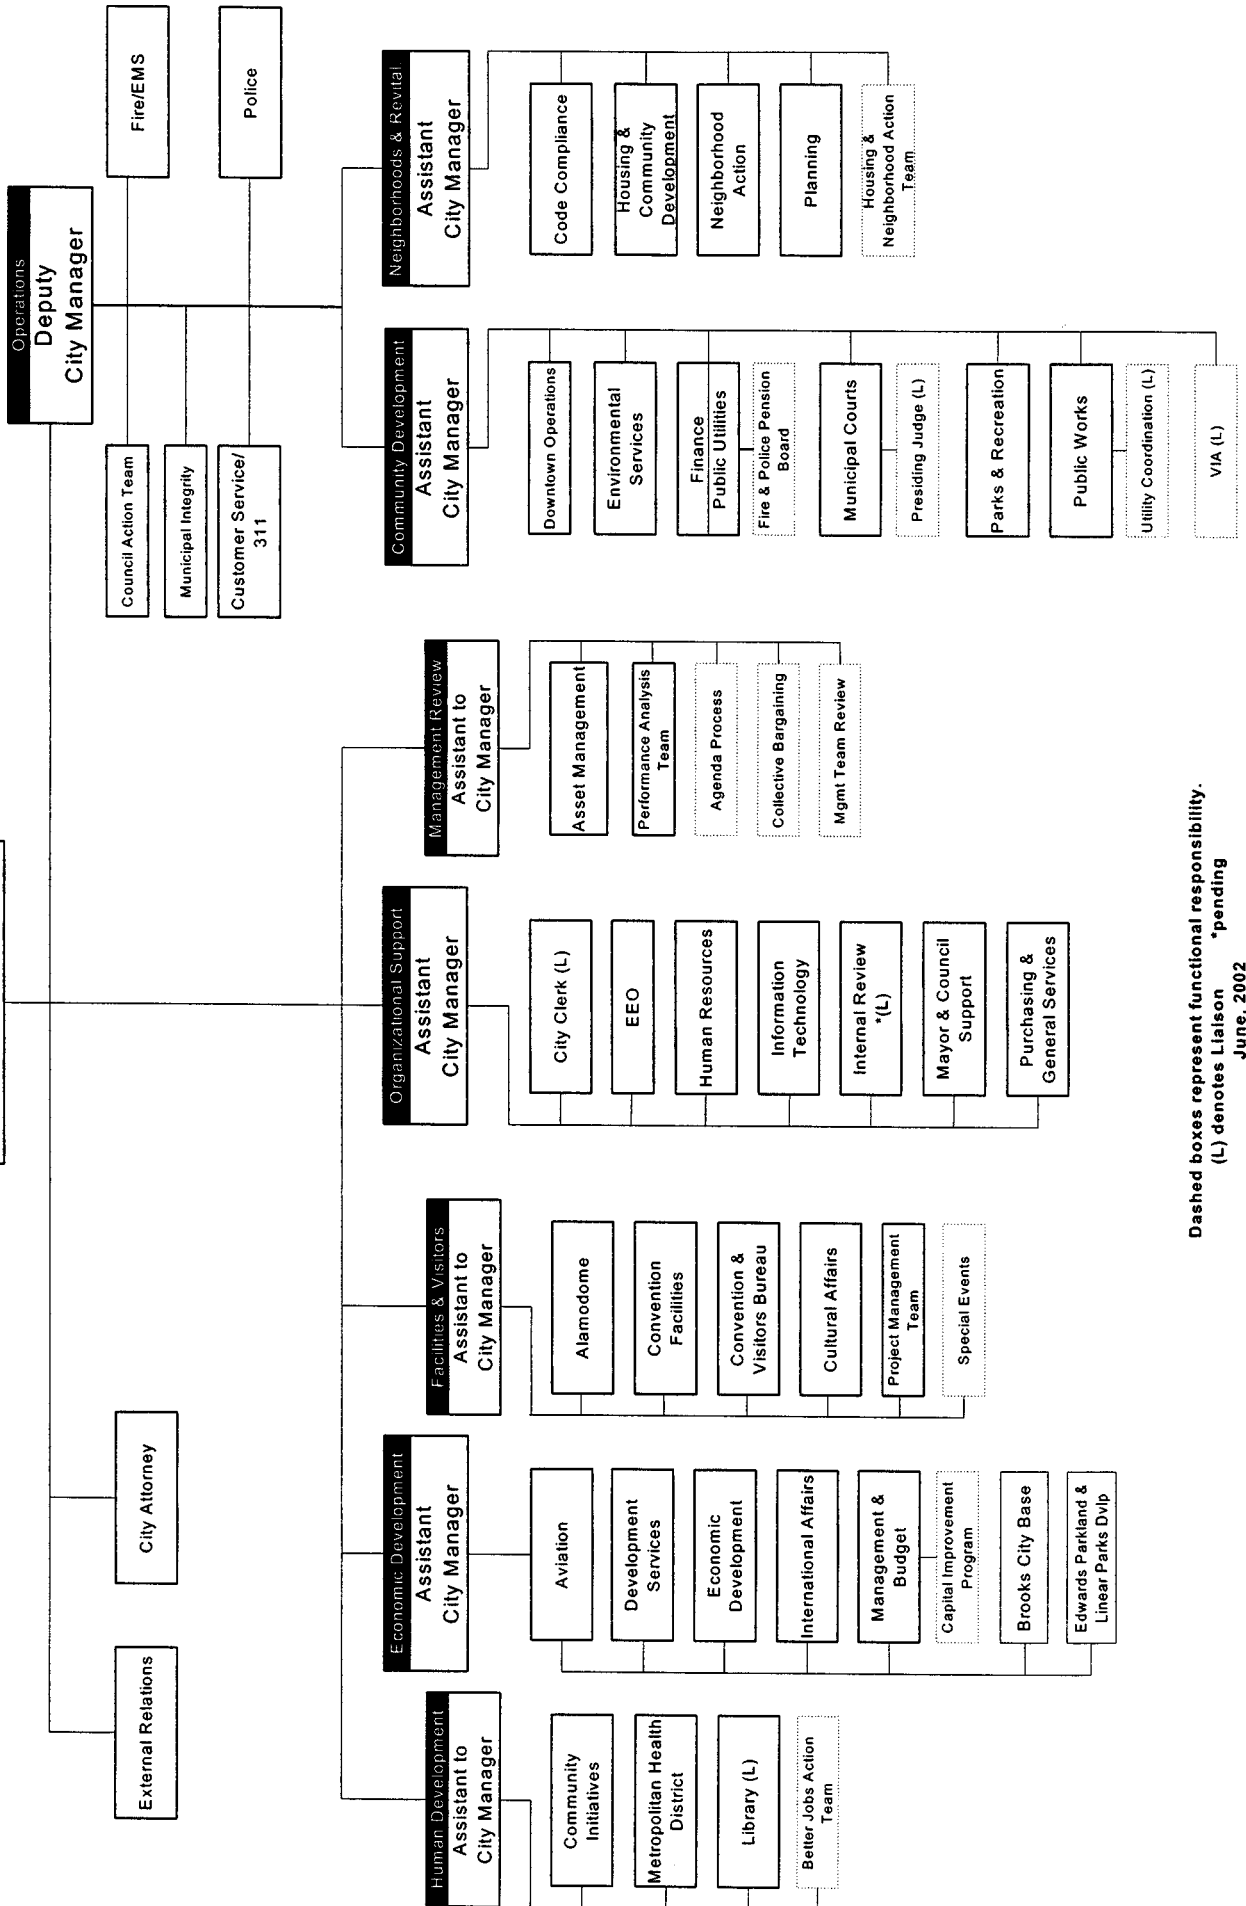 Operations
Deputy
City Manager
Fire/EMS
Police
Council Action Team
Municipal Integrity
Customer Service/
311
External Relations
City Attorney
Human Development
Assistant to
City Manager
Community
Initiatives
Metropolitan Health
District
Library (L)
Better Jobs Action
Team
Economic Development
Assistant
City Manager
Aviation
Development
Services
Economic
Development
International Affairs
Management &
Budget
Capital Improvement
Program
Brooks City Base
Edwards Parkland &
Linear Parks Dvlp
Facilities & Visitors
Assistant to
City Manager
Alamodome
Convention
Facilities
Convention &
Visitors Bureau
Cultural Affairs
Project Management
Team
Special Events
Organizational Support
Assistant
City Manager
City Clerk (L)
EEO
Human Resources
Information
Technology
Internal Review
*(L)
Mayor & Council
Support
Purchasing &
General Services
Management Review
Assistant to
City Manager
Asset Management
Performance Analysis
Team
Agenda Process
Collective Bargaining
Mgmt Team Review
Community Development
Assistant
City Manager
Downtown Operations
Environmental
Services
Finance
Public Utilities
Fire & Police Pension
Board
Municipal Courts
Presiding Judge (L)
Parks & Recreation
Public Works
Utility Coordination (L)
VIA (L)
Neighborhoods & Revital.
Assistant
City Manager
Code Compliance
Housing &
Community
Development
Neighborhood
Action
Planning
Housing &
Neighborhood Action
Team
Dashed boxes represent functional responsibility.
(L) denotes Liaison *pending
June, 2002